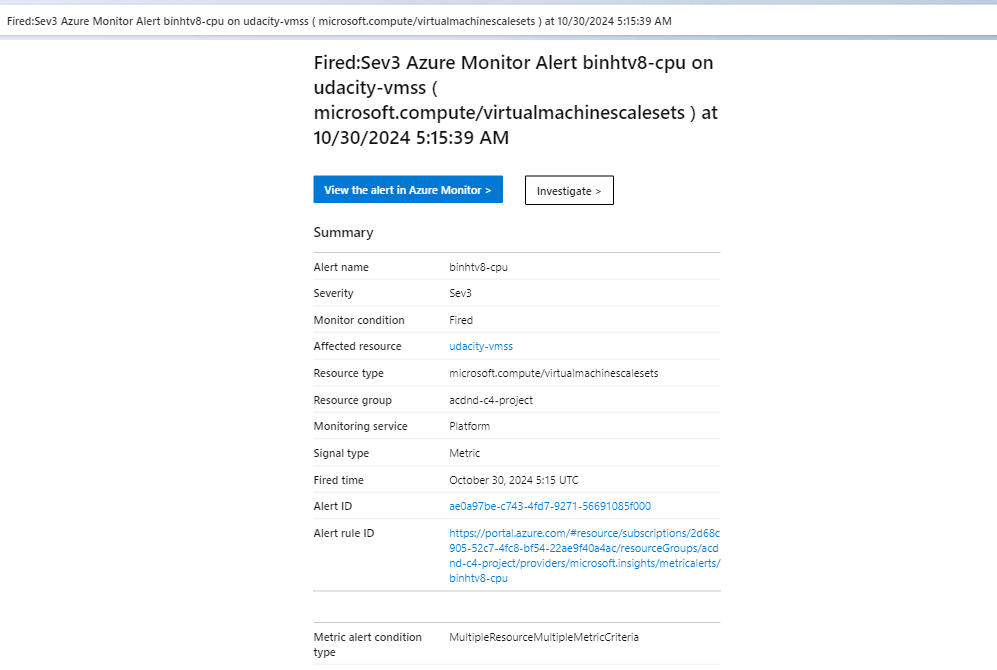 Fired:Sev3 Azure Monitor Alert binhtv8-cpu on udacity-vmss ( microsoft.compute/virtualmachinescalesets ) at 10/30/2024 5:15:39 AM
Fired:Sev3 Azure Monitor Alert binhtv8-cpu on
udacity-vmss (
microsoft.compute/virtualmachinescalesets ) at
10/30/2024 5:15:39 AM
View the alert in Azure Monitor >
Investigate >
Summary
Alert name binhtv8-cpu
Severity Sev3
Monitor condition Fired
Affected resource udacity-vmss
Resource type microsoft.compute/virtualmachinescalesets
Resource group acdnd-c4-project
Monitoring service Platform
Signal type Metric
Fired time October 30, 2024 5:15 UTC
Alert ID ae0a97be-c743-4fd7-9271-56691085f000
Alert rule ID https://portal.azure.com/#resource/subscriptions/2d68c
905-52c7-4fc8-bf54-22ae9f40a4ac/resourceGroups/acd
nd-c4-project/providers/microsoft.insights/metricalerts/
binhtv8-cpu
Metric alert condition MultipleResourceMultipleMetricCriteria
type